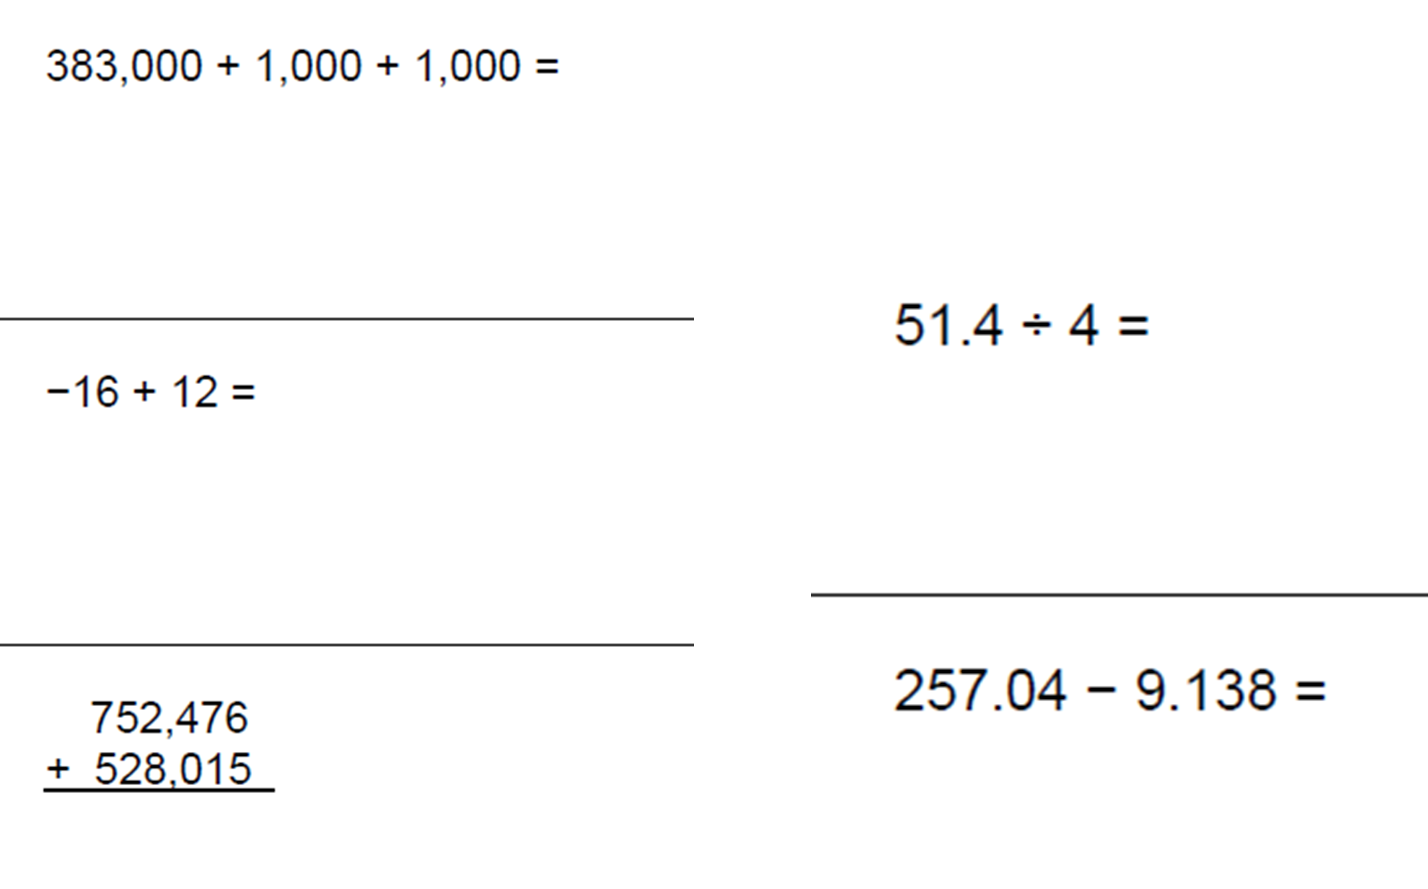 383,000 + 1,000 + 1,000 =
−16 + 12 =
752,476
+ 528,015
51.4 ÷ 4 =
257.04 − 9.138 =